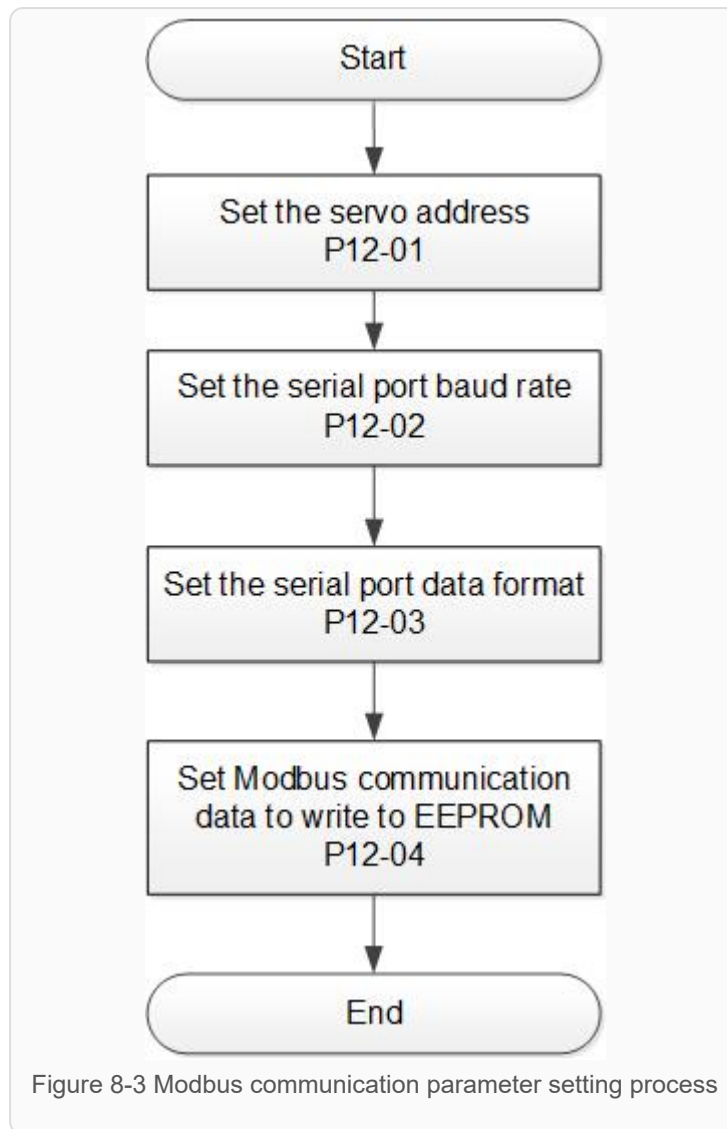 Start
Set the servo address
P12-01
Set the serial port baud rate
P12-02
Set the serial port data format
P12-03
Set Modbus communication
data to write to EEPROM
P12-04
End
Figure 8-3 Modbus communication parameter setting process